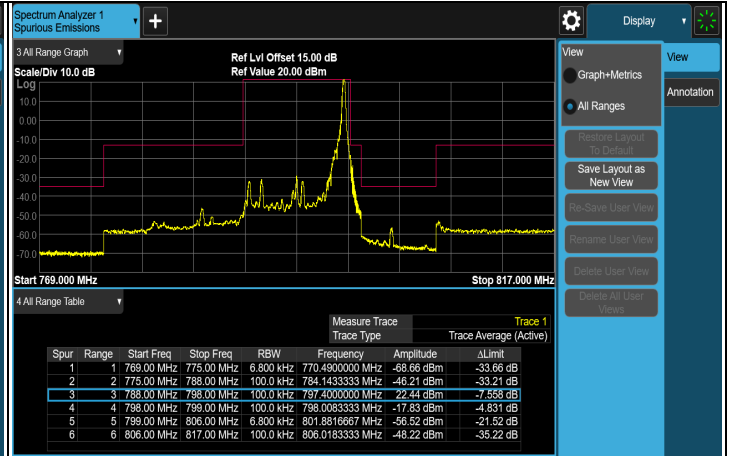 Spectrum Analyzer 1
Spurious Emissions
Display
3 All Range Graph
Ref Lvl Offset 15.00 dB
Scale/Div 10.0 dB
Ref Value 20.00 dBm
Log
10.0
0.00
-10.0
-20.0
-30.0
-40.0
-50.0
-60.0
-70.0
Start 769.000 MHz
Stop 817.000 MHz
4 All Range Table
Measure Trace Trace 1
Trace Type Trace Average (Active)
Spur Range Start Freq Stop Freq RBW Frequency Amplitude ΔLimit
1 1 769.00 MHz 775.00 MHz 6.800 kHz 770.4900000 MHz -68.66 dBm -33.66 dB
2 2 775.00 MHz 788.00 MHz 100.0 kHz 784.1433333 MHz -46.21 dBm -33.21 dB
3 3 788.00 MHz 798.00 MHz 100.0 kHz 797.4000000 MHz 22.44 dBm -7.558 dB
4 4 798.00 MHz 799.00 MHz 100.0 kHz 798.0083333 MHz -17.83 dBm -4.831 dB
5 5 799.00 MHz 806.00 MHz 6.800 kHz 801.8816667 MHz -56.52 dBm -21.52 dB
6 6 806.00 MHz 817.00 MHz 100.0 kHz 806.0183333 MHz -48.22 dBm -35.22 dB
View
Graph+Metrics
All Ranges
Restore Layout
To Default
Save Layout as
New View
Re-Save User View
Rename User View
Delete User View
Delete All User
Views
View
Annotation